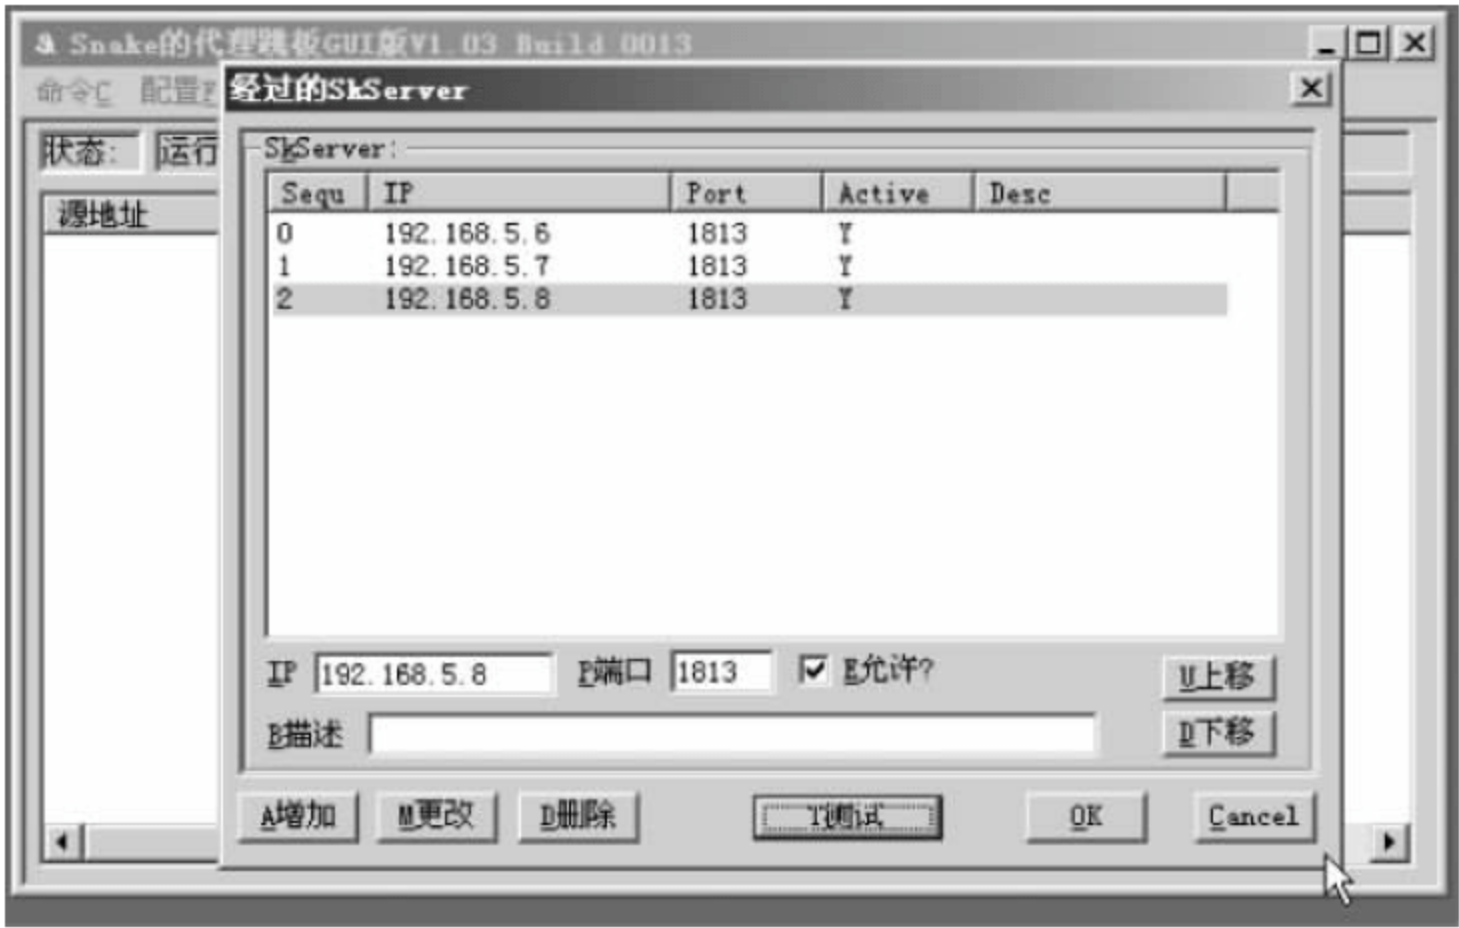 Snake的代理跳板GUI版V1.03 Build 0013
命令C 配置
经过的SkServer
状态: 运行
SkServer:
源地址
Sequ IP Port Active Desc
0 192.168.5.6 1813 Y
1 192.168.5.7 1813 Y
2 192.168.5.8 1813 Y
IP 192.168.5.8 P端口 1813 E允许?
U上移
B描述
D下移
A增加 M更改 D删除 T测试 OK Cancel